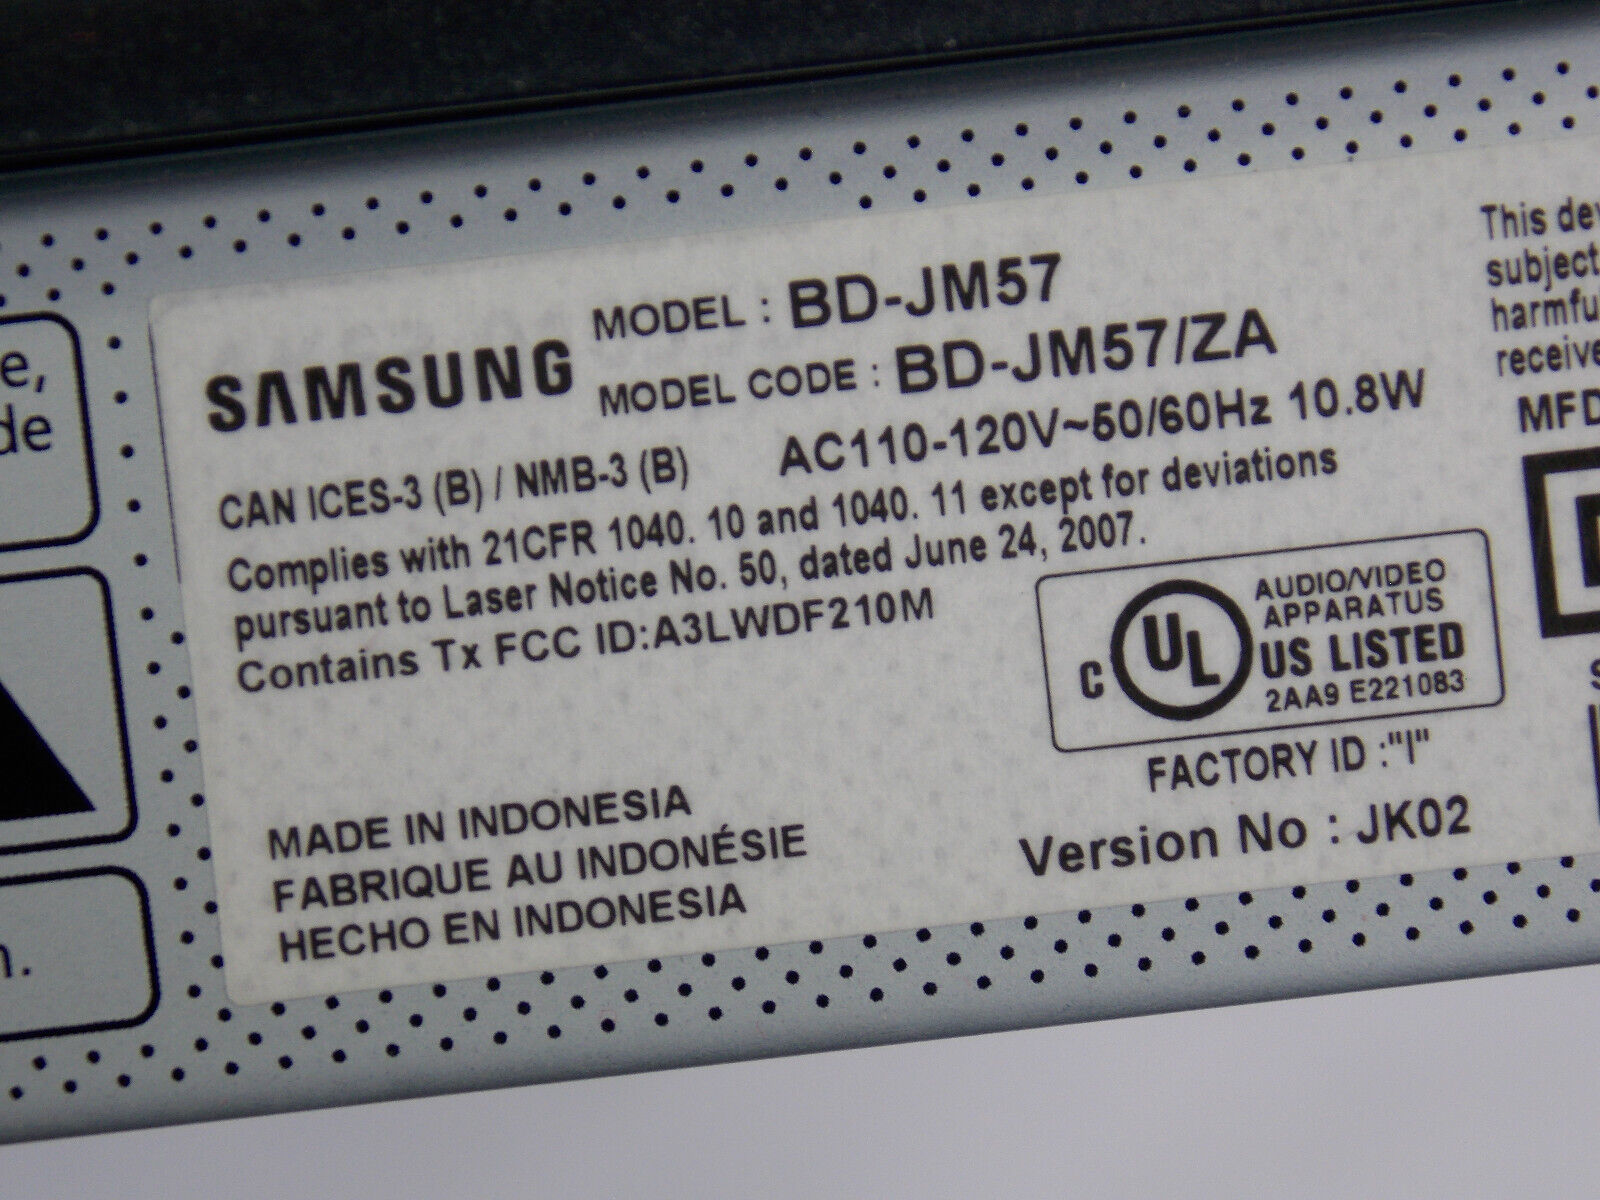 e,
de
n.
SAMSUNG
MODEL : BD-JM57
MODEL CODE : BD-JM57/ZA
CAN ICES-3 (B) / NMB-3 (B) AC110-120V~50/60Hz 10.8W
Complies with 21CFR 1040. 10 and 1040. 11 except for deviations
pursuant to Laser Notice No. 50, dated June 24, 2007.
Contains Tx FCC ID:A3LWDF210M
C UL
AUDIO/VIDEO
APPARATUS
US LISTED
2AA9 E221083
FACTORY ID :"I"
Version No : JK02
MADE IN INDONESIA
FABRIQUE AU INDONÉSIE
HECHO EN INDONESIA
This dev
subject
harmfu
receive
MFD